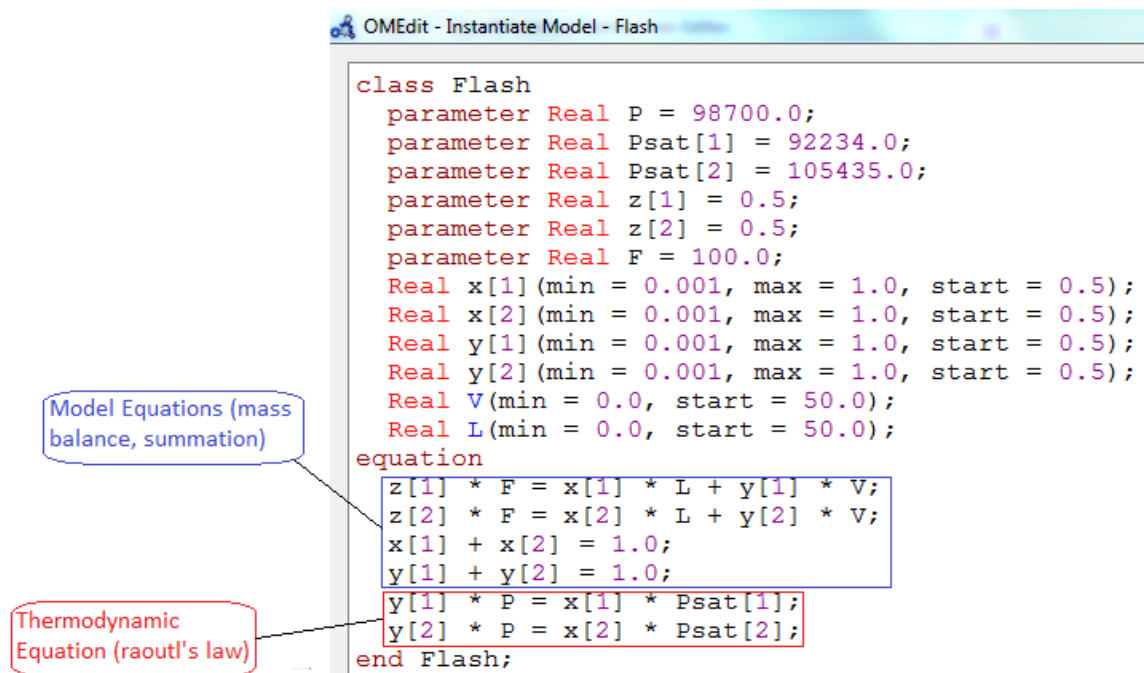 OMEdit - Instantiate Model - Flash
class Flash
parameter Real P = 98700.0;
parameter Real Psat[1] = 92234.0;
parameter Real Psat[2] = 105435.0;
parameter Real z[1] = 0.5;
parameter Real z[2] = 0.5;
parameter Real F = 100.0;
Real x[1](min = 0.001, max = 1.0, start = 0.5);
Real x[2](min = 0.001, max = 1.0, start = 0.5);
Real y[1](min = 0.001, max = 1.0, start = 0.5);
Real y[2](min = 0.001, max = 1.0, start = 0.5);
Real V(min = 0.0, start = 50.0);
Real L(min = 0.0, start = 50.0);
equation
z[1] * F = x[1] * L + y[1] * V;
z[2] * F = x[2] * L + y[2] * V;
x[1] + x[2] = 1.0;
y[1] + y[2] = 1.0;
y[1] * P = x[1] * Psat[1];
y[2] * P = x[2] * Psat[2];
end Flash;
Model Equations (mass
balance, summation)
Thermodynamic
Equation (raoutl's law)